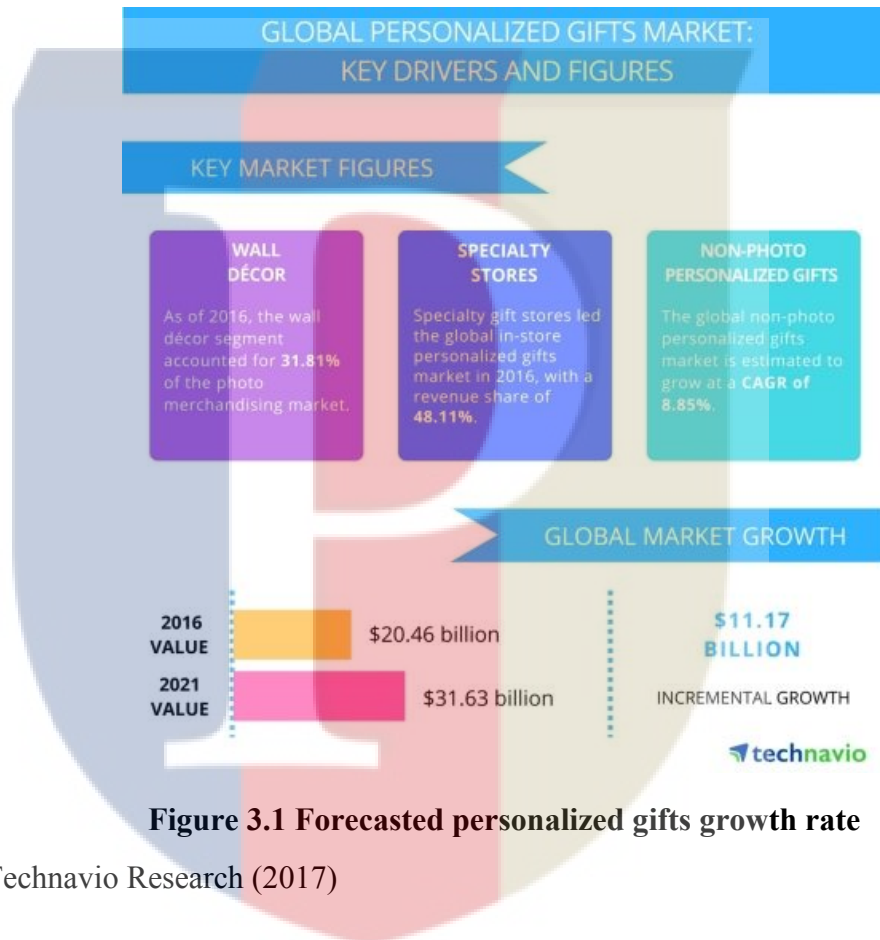 GLOBAL PERSONALIZED GIFTS MARKET:
KEY DRIVERS AND FIGURES
KEY MARKET FIGURES
WALL
DÉCOR
As of 2016, the wall
décor segment
accounted for 31.81%
of the photo
merchandising market.
SPECIALTY
STORES
Specialty gift stores led
the global in-store
personalized gifts
market in 2016, with a
revenue share of
48.11%.
NON-PHOTO
PERSONALIZED GIFTS
The global non-photo
personalized gifts
market is estimated to
grow at a CAGR of
8.85%.
GLOBAL MARKET GROWTH
2016
VALUE
$20.46 billion
2021
VALUE
$31.63 billion
$11.17
BILLION
INCREMENTAL GROWTH
technavio
Figure 3.1 Forecasted personalized gifts growth rate
Technavio Research (2017)